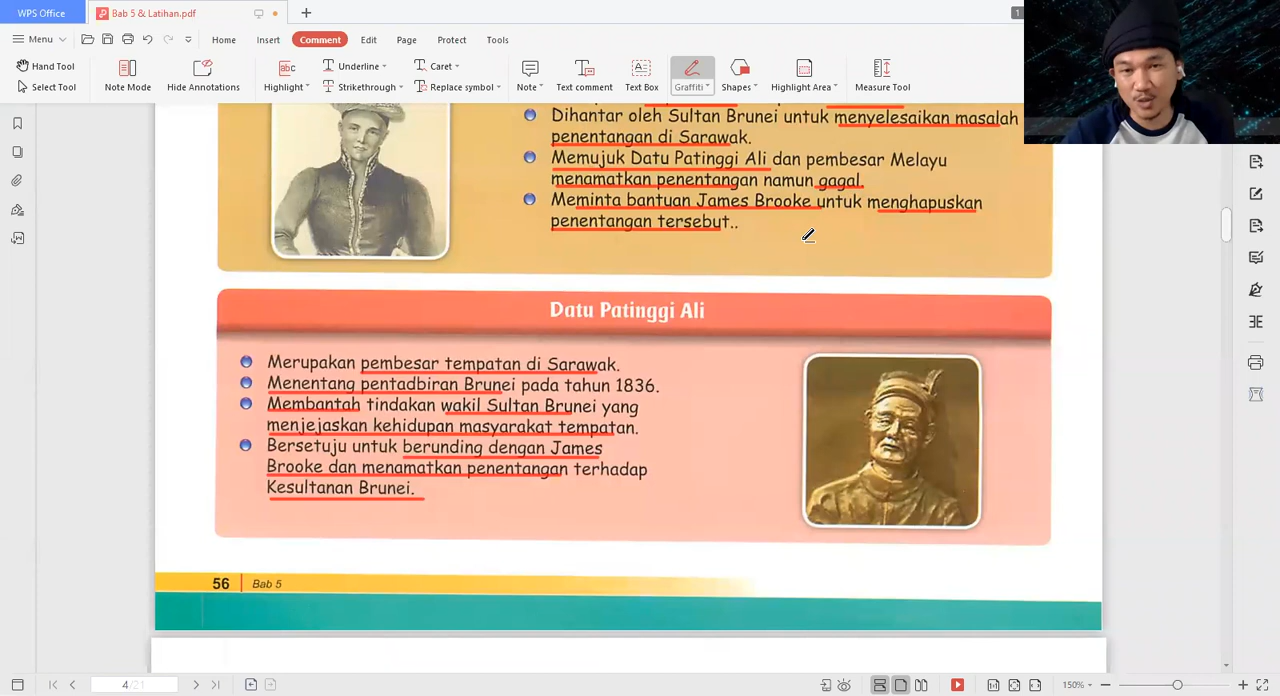 WPS Office
Bab 5 & Latihan.pdf
1
Menu
Home
Insert
Comment
Edit
Page
Protect
Tools
Hand Tool
Select Tool
Note Mode
Hide Annotations
abc
Highlight
Underline
Strikethrough
Caret
Replace symbol
Note
Text comment
Text Box
Graffiti
Shapes
Highlight Area
Measure Tool
Dihantar oleh Sultan Brunei untuk menyelesaikan masalah
penentangan di Sarawak.
Memujuk Datu Patinggi Ali dan pembesar Melayu
menamatkan penentangan namun gagal.
Meminta bantuan James Brooke untuk menghapuskan
penentangan tersebut..
Datu Patinggi Ali
Merupakan pembesar tempatan di Sarawak.
Menentang pentadbiran Brunei pada tahun 1836.
Membantah tindakan wakil Sultan Brunei yang
menjejaskan kehidupan masyarakat tempatan.
Bersetuju untuk berunding dengan James
Brooke dan menamatkan penentangan terhadap
Kesultanan Brunei.
56 Bab 5
4/21
150%